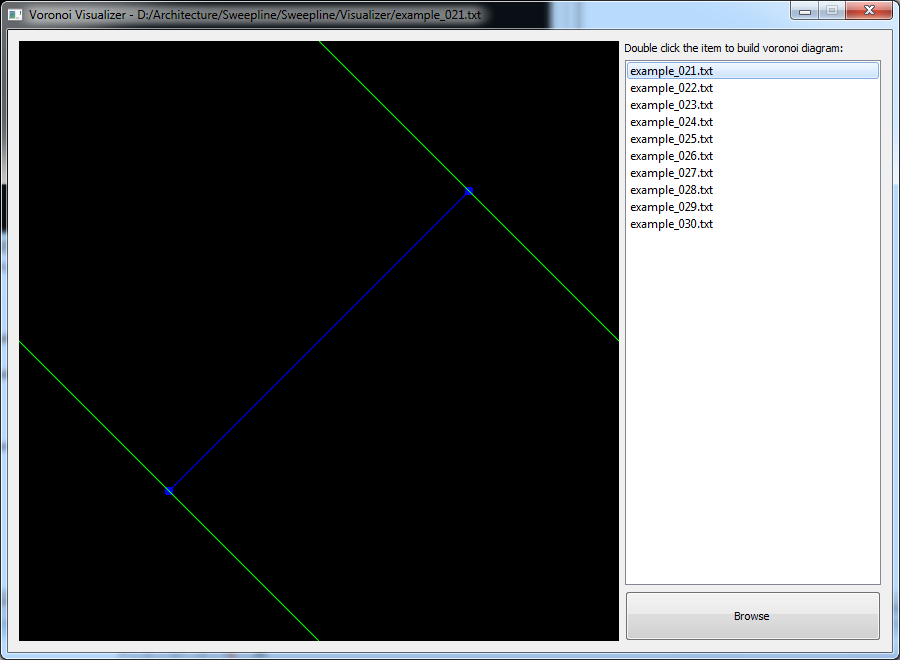 Voronoi Visualizer - D:/Architecture/Sweepline/Sweepline/Visualizer/example_021.txt
Double click the item to build voronoi diagram:
example_021.txt
example_022.txt
example_023.txt
example_024.txt
example_025.txt
example_026.txt
example_027.txt
example_028.txt
example_029.txt
example_030.txt
Browse